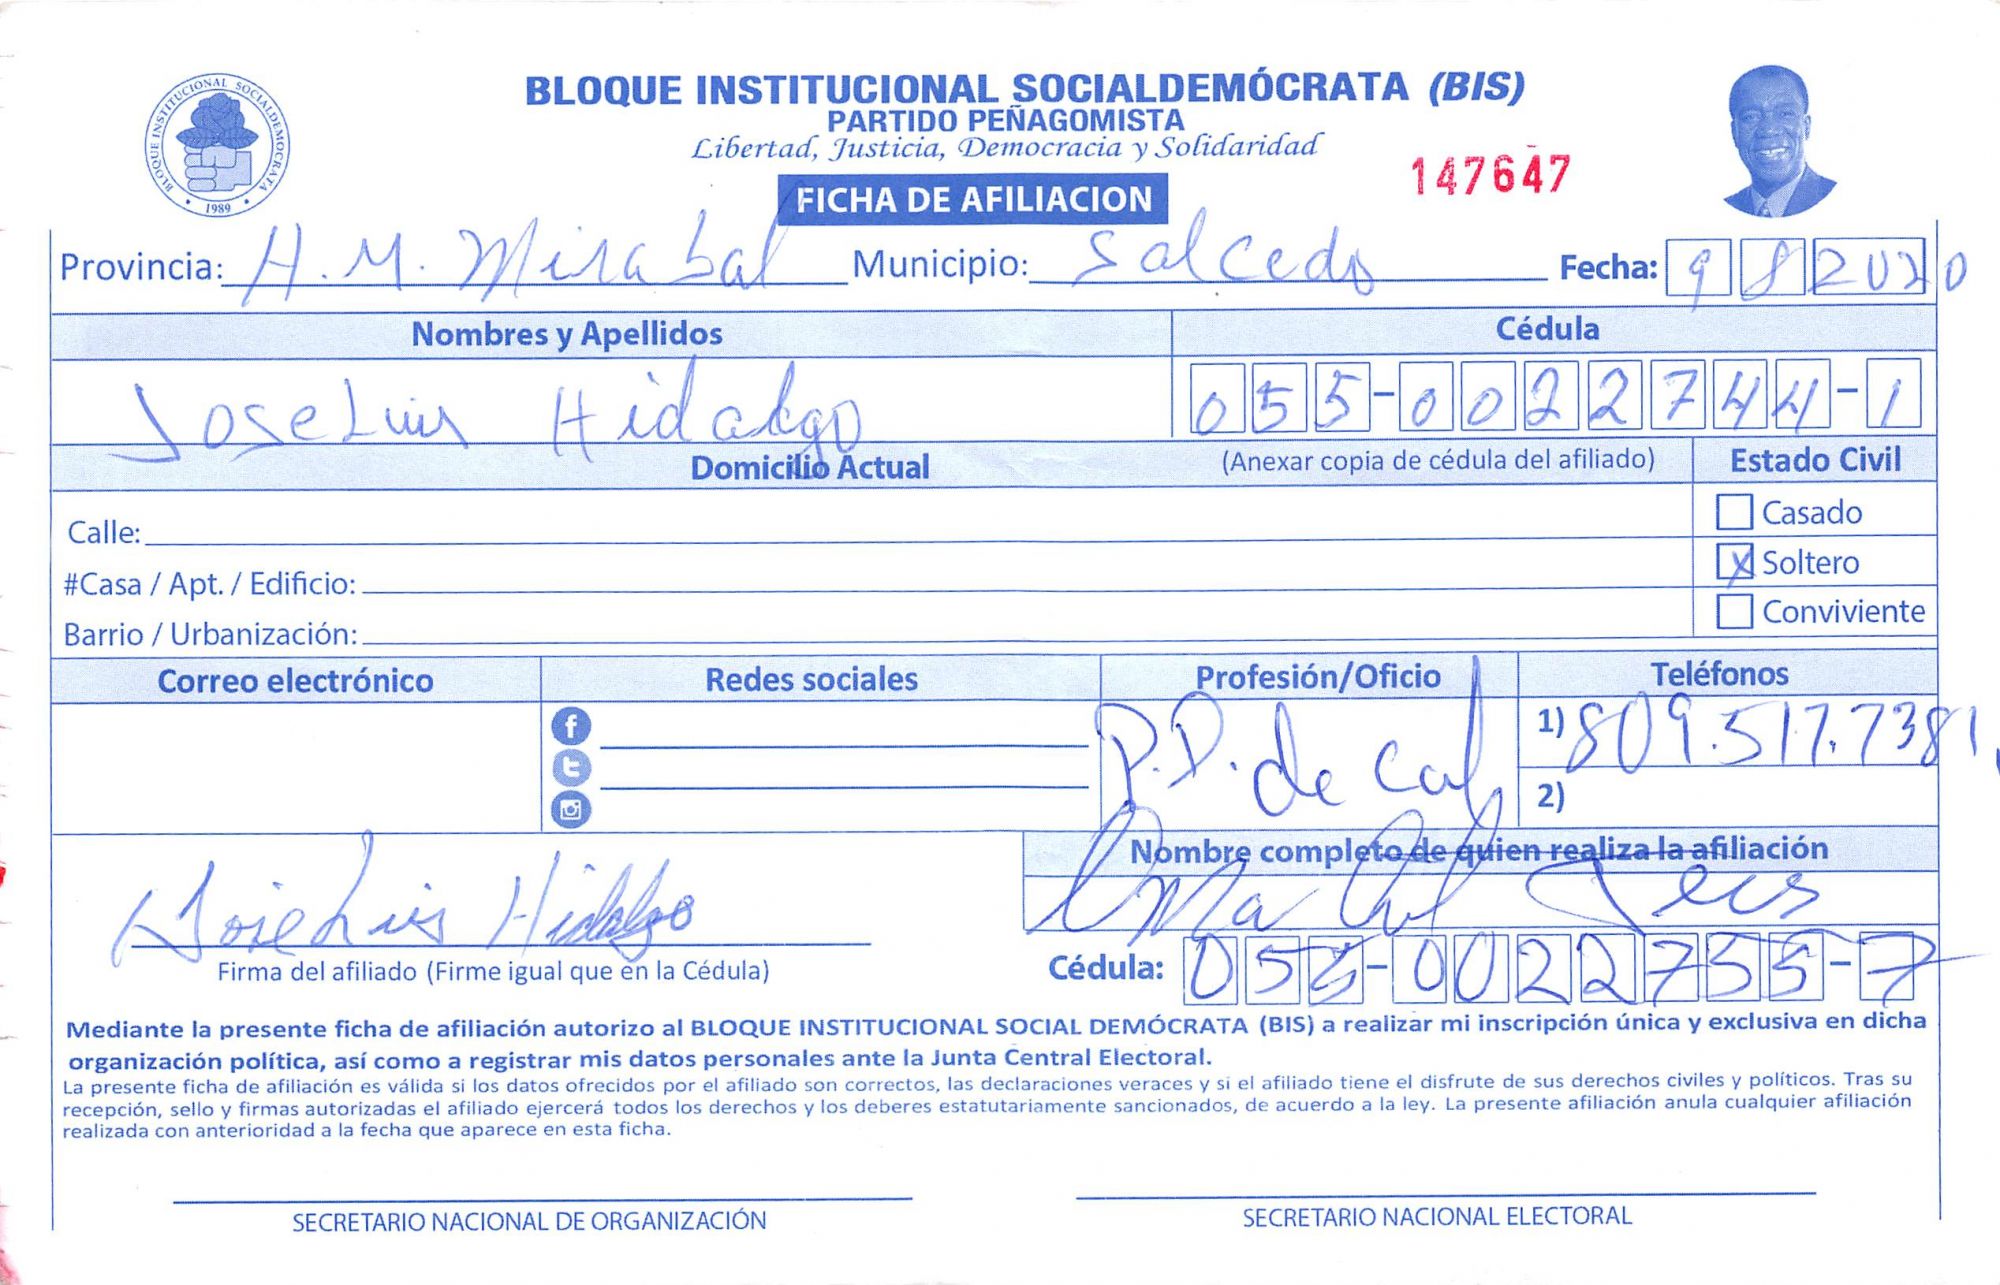 BLOQUE INSTITUCIONAL SOCIALDEMÓCRATA (BIS)
PARTIDO PEÑAGOMISTA
Libertad, Justicia, Democracia y Solidaridad
BLOQUE INSTITUCIONAL SOCIALDEMOCRATA
• 1989 •
147647
FICHA DE AFILIACION
Provincia: H. M. Mirabal Municipio: Salcedo Fecha: 9 8 2020
Nombres y Apellidos Cédula
Jose Luis Hidalgo 055-0022744-1
Domicilio Actual (Anexar copia de cédula del afiliado) Estado Civil
Calle: Casado
#Casa / Apt. / Edificio: X Soltero
Barrio / Urbanización: Conviviente
Correo electrónico Redes sociales Profesión/Oficio Teléfonos
P.P. de 1) 809.517.7381
2)
Nombre completo de quien realiza la afiliación
Jose Luis Hidalgo
Firma del afiliado (Firme igual que en la Cédula) Cédula: 055-0022755-7
Mediante la presente ficha de afiliación autorizo al BLOQUE INSTITUCIONAL SOCIAL DEMÓCRATA (BIS) a realizar mi inscripción única y exclusiva en dicha
organización política, así como a registrar mis datos personales ante la Junta Central Electoral.
La presente ficha de afiliación es válida si los datos ofrecidos por el afiliado son correctos, las declaraciones veraces y si el afiliado tiene el disfrute de sus derechos civiles y políticos. Tras su
recepción, sello y firmas autorizadas el afiliado ejercerá todos los derechos y los deberes estatutariamente sancionados, de acuerdo a la ley. La presente afiliación anula cualquier afiliación
realizada con anterioridad a la fecha que aparece en esta ficha.
SECRETARIO NACIONAL DE ORGANIZACIÓN SECRETARIO NACIONAL ELECTORAL